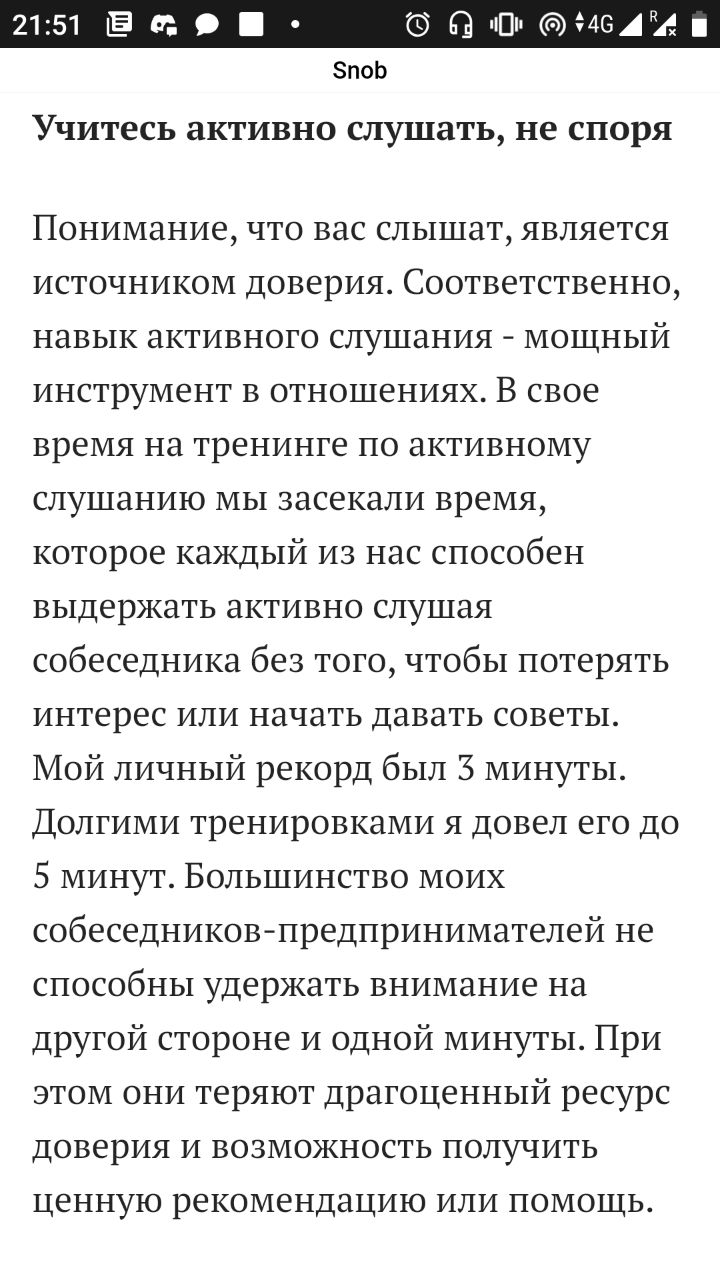 21:51
4G
R
Snob
Учитесь активно слушать, не споря
Понимание, что вас слышат, является
источником доверия. Соответственно,
навык активного слушания - мощный
инструмент в отношениях. В свое
время на тренинге по активному
слушанию мы засекали время,
которое каждый из нас способен
выдержать активно слушая
собеседника без того, чтобы потерять
интерес или начать давать советы.
Мой личный рекорд был 3 минуты.
Долгими тренировками я довел его до
5 минут. Большинство моих
собеседников-предпринимателей не
способны удержать внимание на
другой стороне и одной минуты. При
этом они теряют драгоценный ресурс
доверия и возможность получить
ценную рекомендацию или помощь.